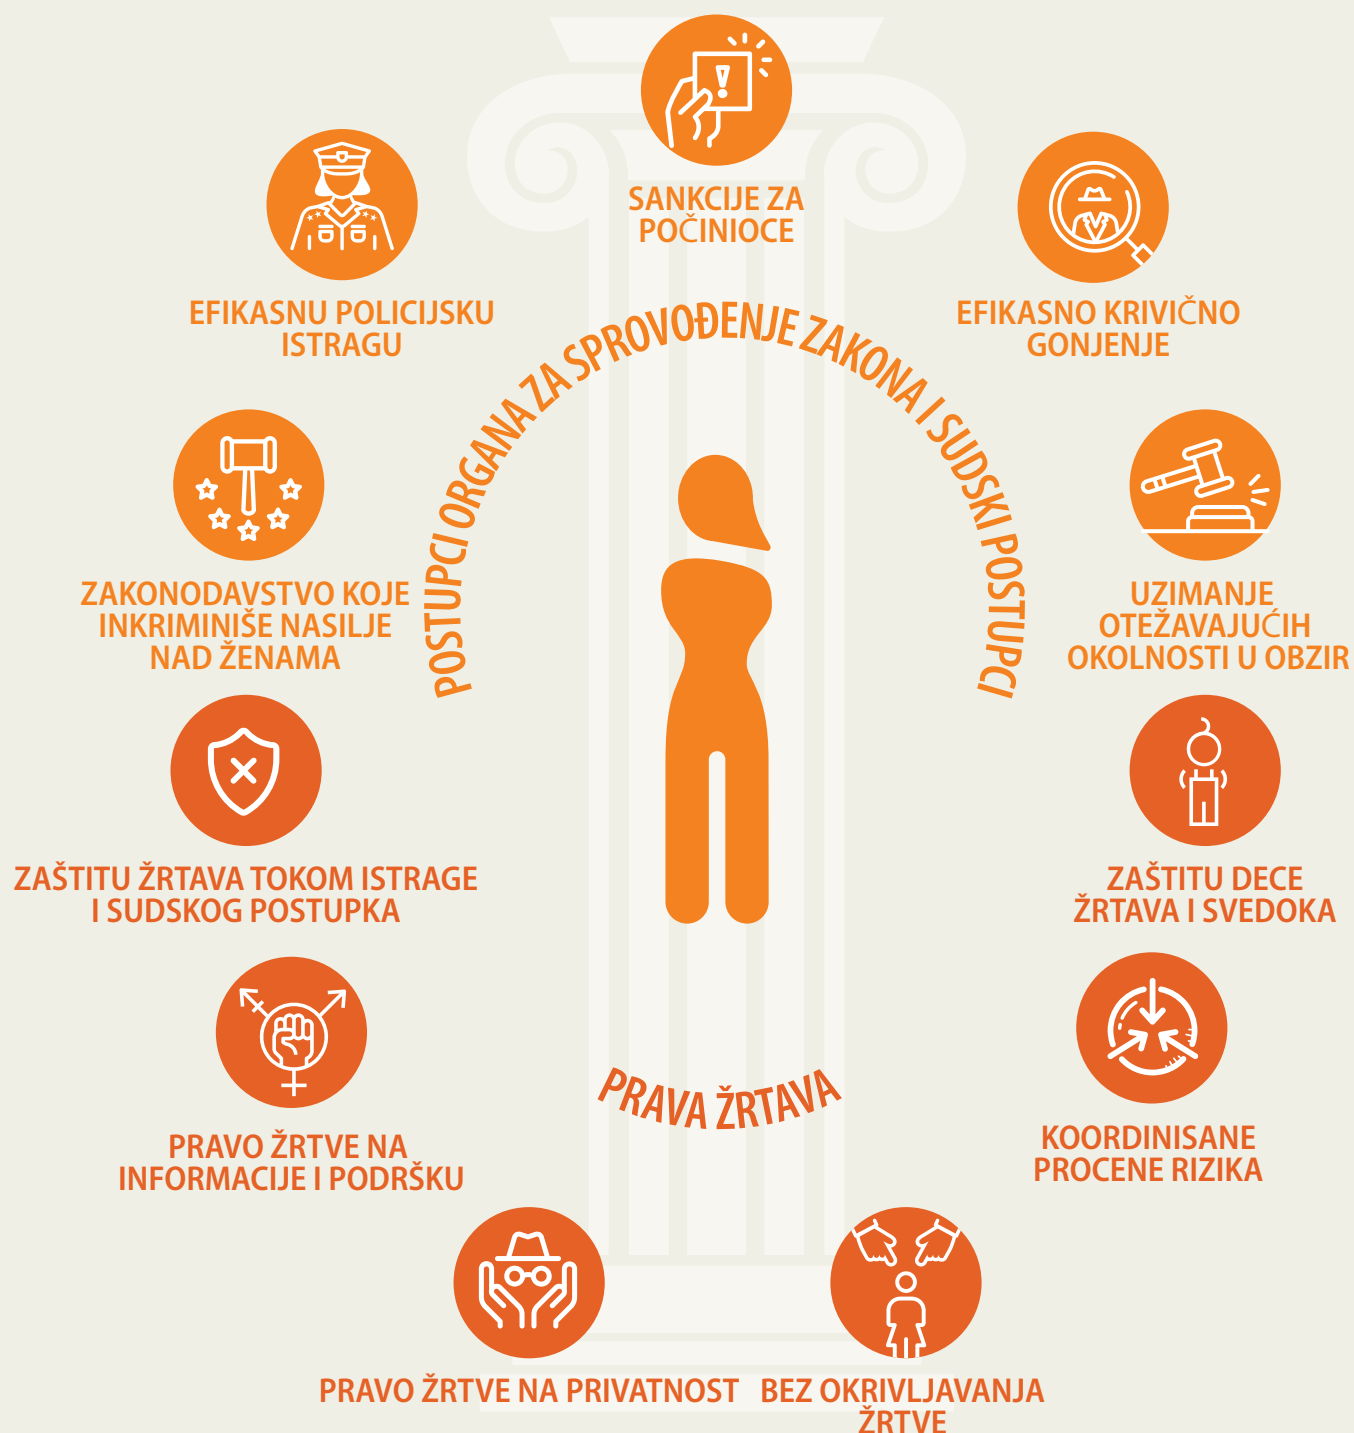 SANKCIJE ZA
POČINIOCE
EFIKASNU POLICIJSKU
ISTRAGU
EFIKASNO KRIVIČNO
GONJENJE
POSTUPCI ORGANA ZA SPROVOĐENJE ZAKONA I SUDSKI POSTUPCI
ZAKONODAVSTVO KOJE
INKRIMINIŠE NASILJE
NAD ŽENAMA
UZIMANJE
OTEŽAVAJUĆIH
OKOLNOSTI U OBZIR
ZAŠTITU ŽRTAVA TOKOM ISTRAGE
I SUDSKOG POSTUPKA
ZAŠTITU DECE
ŽRTAVA I SVEDOKA
PRAVA ŽRTAVA
PRAVO ŽRTVE NA
INFORMACIJE I PODRŠKU
KOORDINISANE
PROCENE RIZIKA
PRAVO ŽRTVE NA PRIVATNOST
BEZ OKRIVLJAVANJA
ŽRTVE